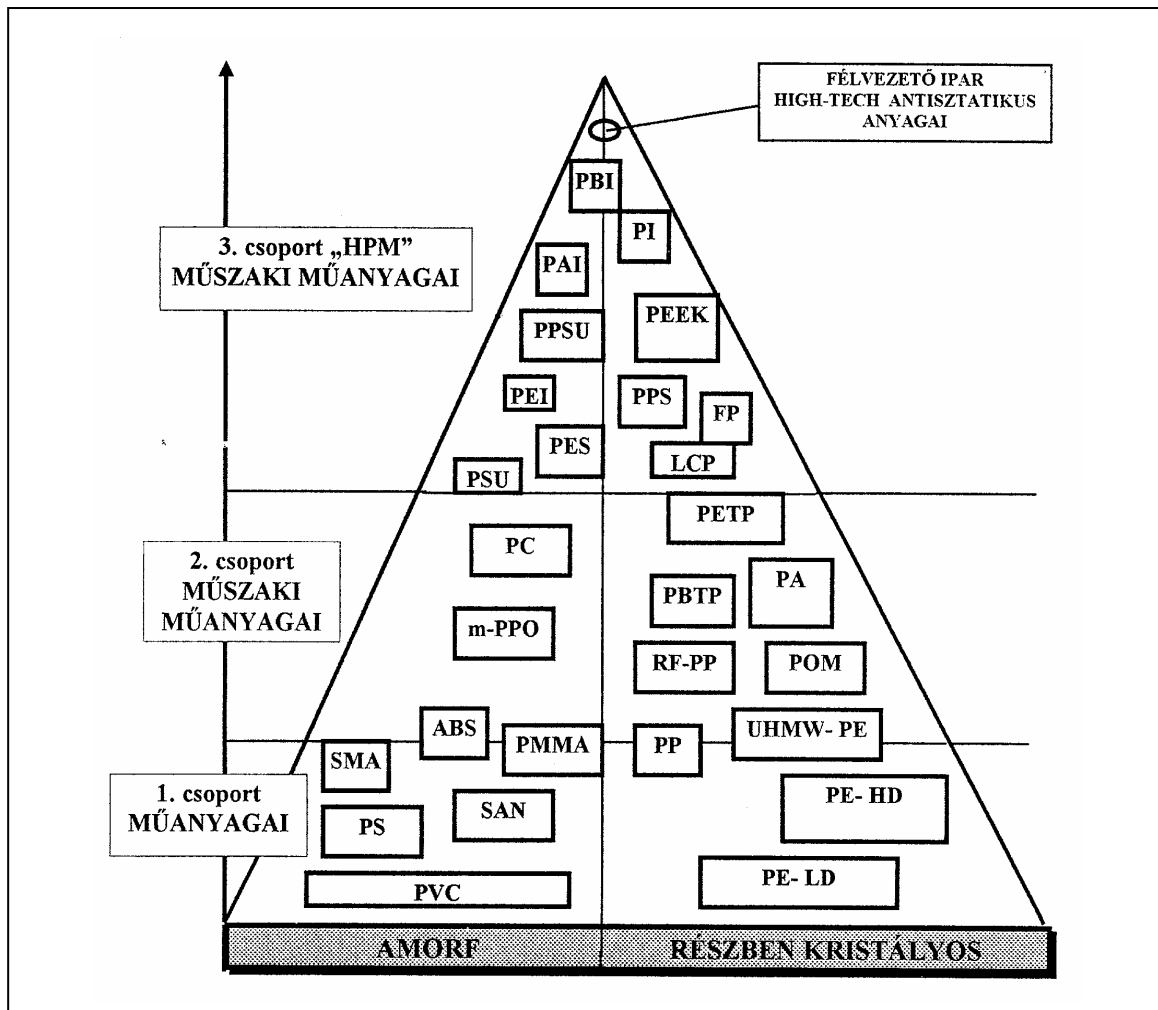 FÉLVEZETŐ IPAR
HIGH-TECH ANTISZTATIKUS
ANYAGAI
PBI
PI
3. csoport „HPM”
MŰSZAKI MŰANYAGAI
PAI
PPSU
PEEK
PEI
PPS
FP
PES
LCP
PSU
PETP
PC
2. csoport
MŰSZAKI
MŰANYAGAI
PA
PBTP
m-PPO
RF-PP
POM
ABS
PMMA
PP
UHMW- PE
SMA
1. csoport
MŰANYAGAI
PE- HD
SAN
PS
PE- LD
PVC
AMORF
RÉSZBEN KRISTÁLYOS